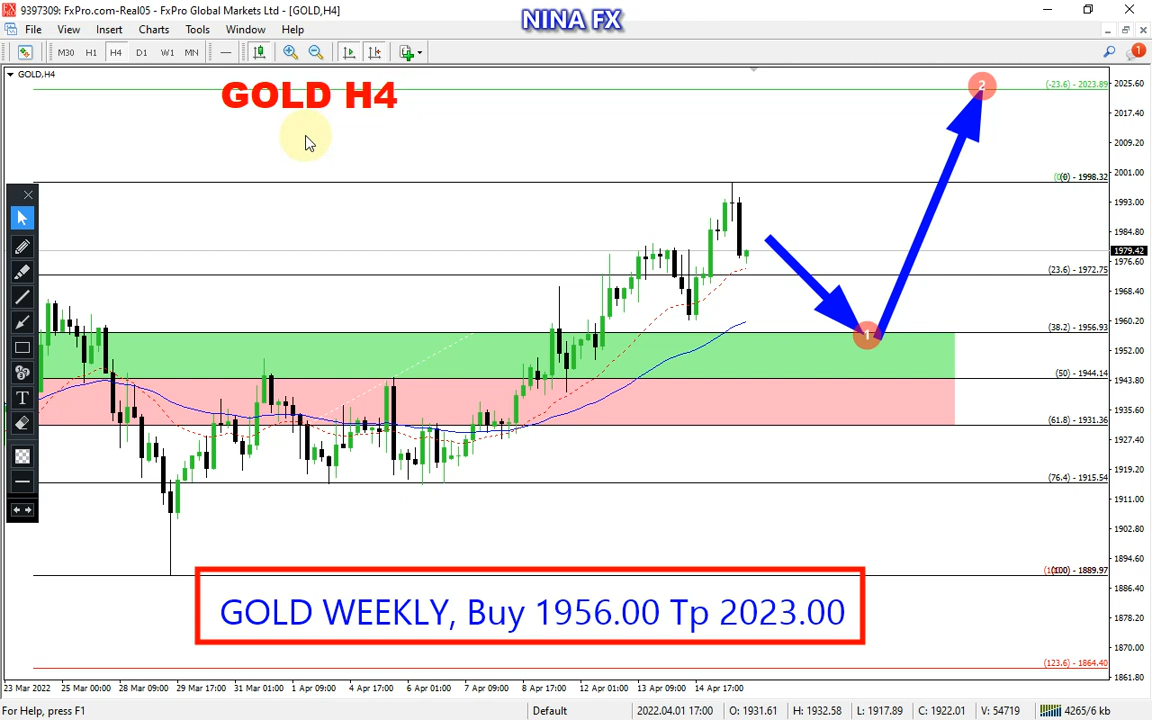 9397309: FxPro.com-Real05 - FxPro Global Markets Ltd - [GOLD,H4]
NINA FX
File View Insert Charts Tools Window Help
M30 H1 H4 D1 W1 MN
1
GOLD,H4
GOLD H4
2
(-23.6) - 2023.89
2025.60
2017.40
2009.20
2001.00
(0) - 1998.32
1993.00
1984.80
1979.42
1976.60
(23.6) - 1972.75
1968.40
1960.20
(38.2) - 1956.93
1
1952.00
(50) - 1944.14
1943.80
1935.60
(61.8) - 1931.36
1927.40
1919.20
(76.4) - 1915.54
1911.00
1902.80
1894.60
(100) - 1889.97
1886.40
1878.20
1870.00
(123.6) - 1864.40
1861.80
T
GOLD WEEKLY, Buy 1956.00 Tp 2023.00
23 Mar 2022 25 Mar 00:00 28 Mar 09:00 29 Mar 17:00 31 Mar 01:00 1 Apr 09:00 4 Apr 17:00 6 Apr 01:00 7 Apr 09:00 8 Apr 17:00 12 Apr 01:00 13 Apr 09:00 14 Apr 17:00
For Help, press F1 Default 2022.04.01 17:00 O: 1931.61 H: 1932.58 L: 1917.89 C: 1922.01 V: 54719 4265/6 kb